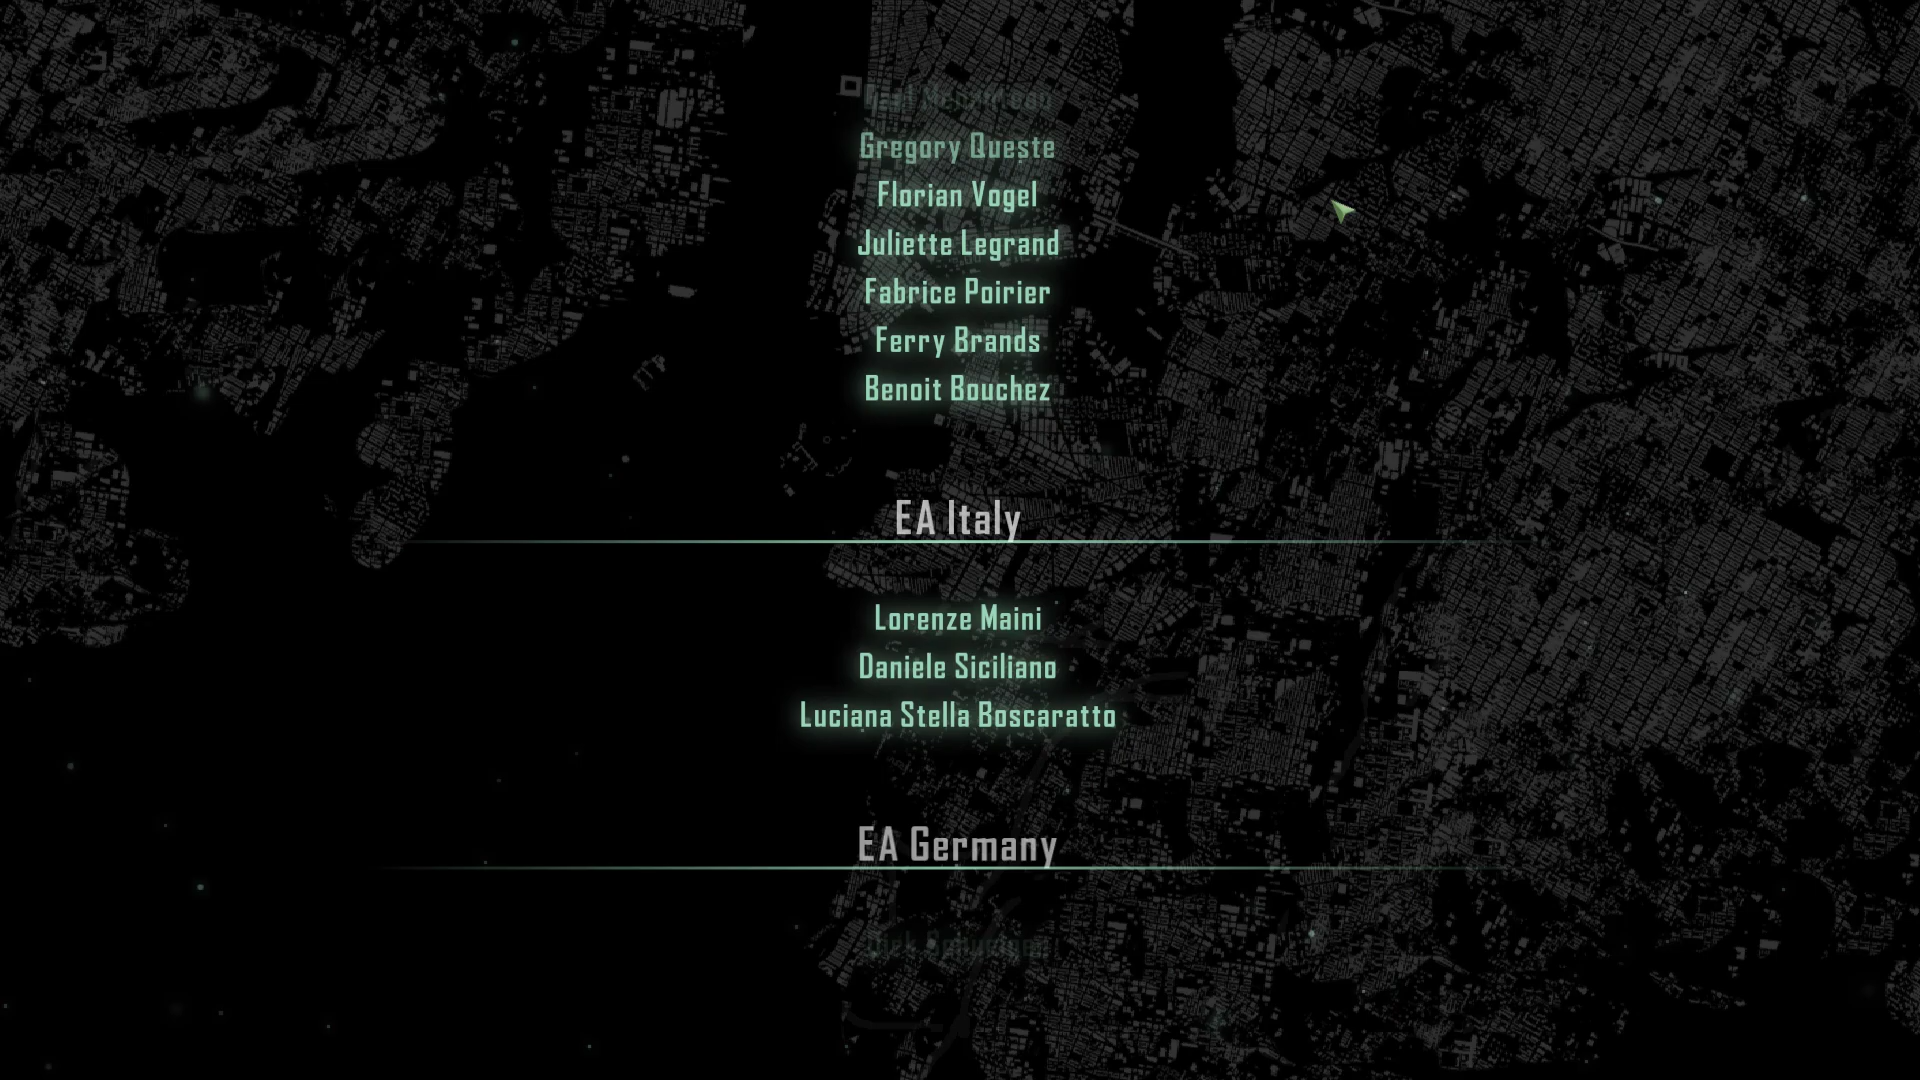 Gregory Queste
Florian Vogel
Juliette Legrand
Fabrice Poirier
Ferry Brands
Benoit Bouchez
EA Italy
Lorenze Maini
Daniele Siciliano
Luciana Stella Boscaratto
EA Germany